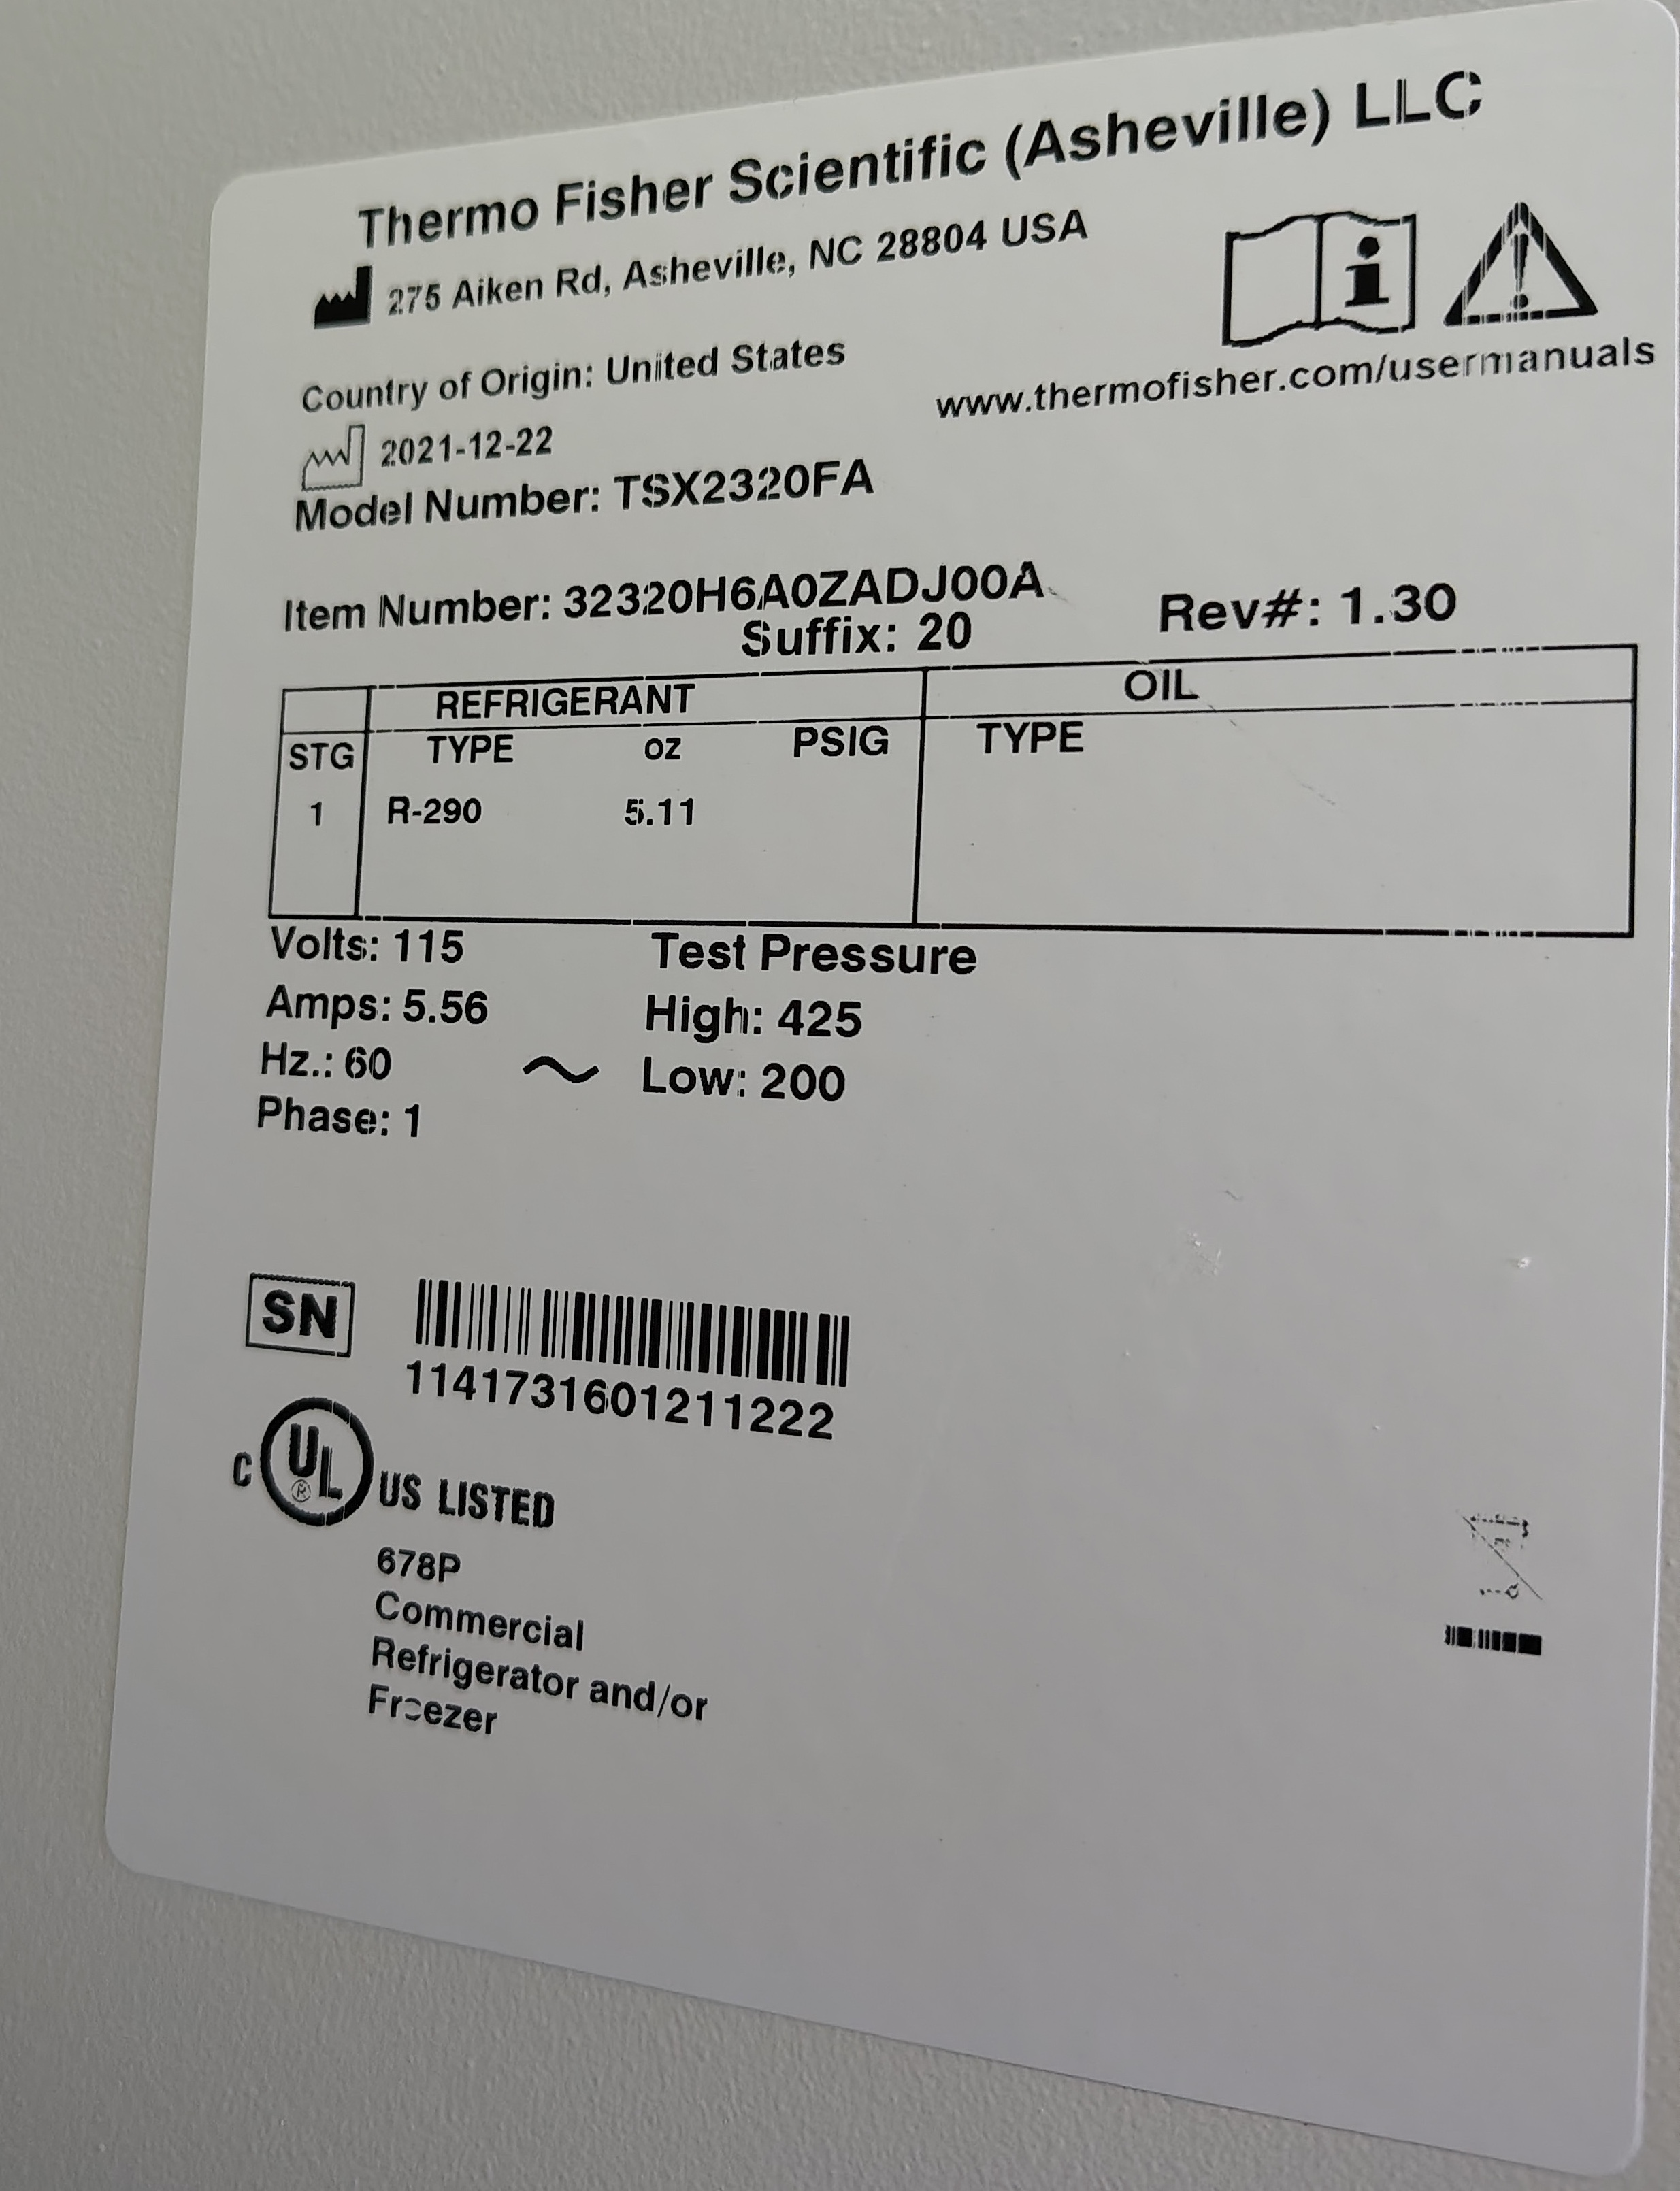 Thermo Fisher Scientific (Asheville) LLC
275 Aiken Rd, Asheville, NC 28804 USA
www.thermofisher.com/usermanuals
Country of Origin: United States
2021-12-22
Model Number: TSX2320FA
Item Number: 32320H6A0ZADJ00A
Suffix: 20
Rev#: 1.30
REFRIGERANT OIL
STG TYPE oz PSIG TYPE
1 R-290 5.11
Volts: 115
Amps: 5.56
Hz.: 60
Phase: 1
~
Test Pressure
High: 425
Low: 200
SN
1141731601211222
C UL® US LISTED
678P
Commercial
Refrigerator and/or
Freezer